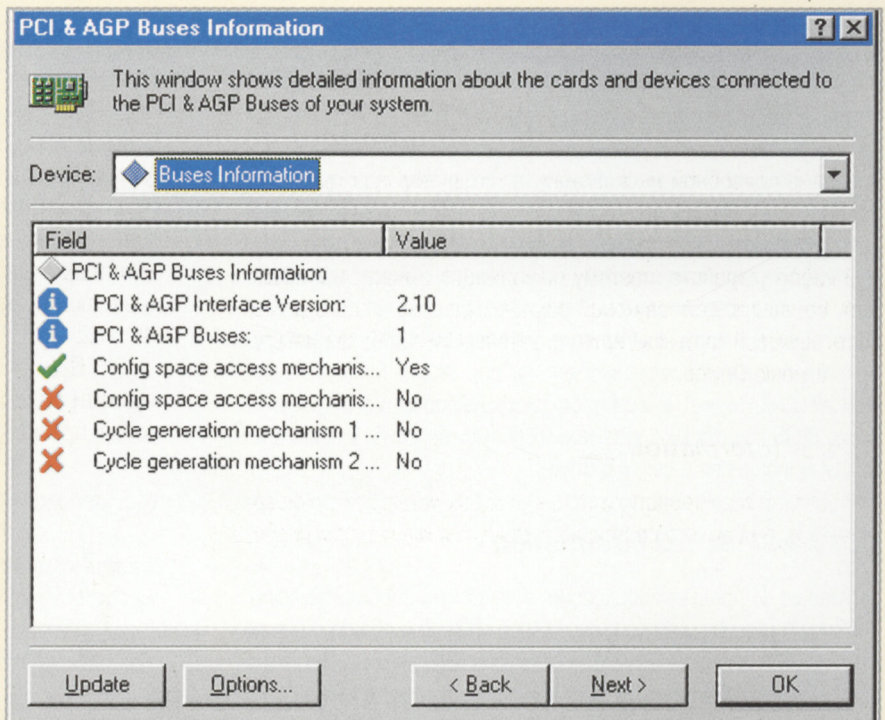 PCI & AGP Buses Information
This window shows detailed information about the cards and devices connected to
the PCI & AGP Buses of your system.
Device: Buses Information
Field Value
PCI & AGP Buses Information
PCI & AGP Interface Version: 2.10
PCI & AGP Buses: 1
Config space access mechanis... Yes
Config space access mechanis... No
Cycle generation mechanism 1 ... No
Cycle generation mechanism 2 ... No
Update Options... < Back Next > OK